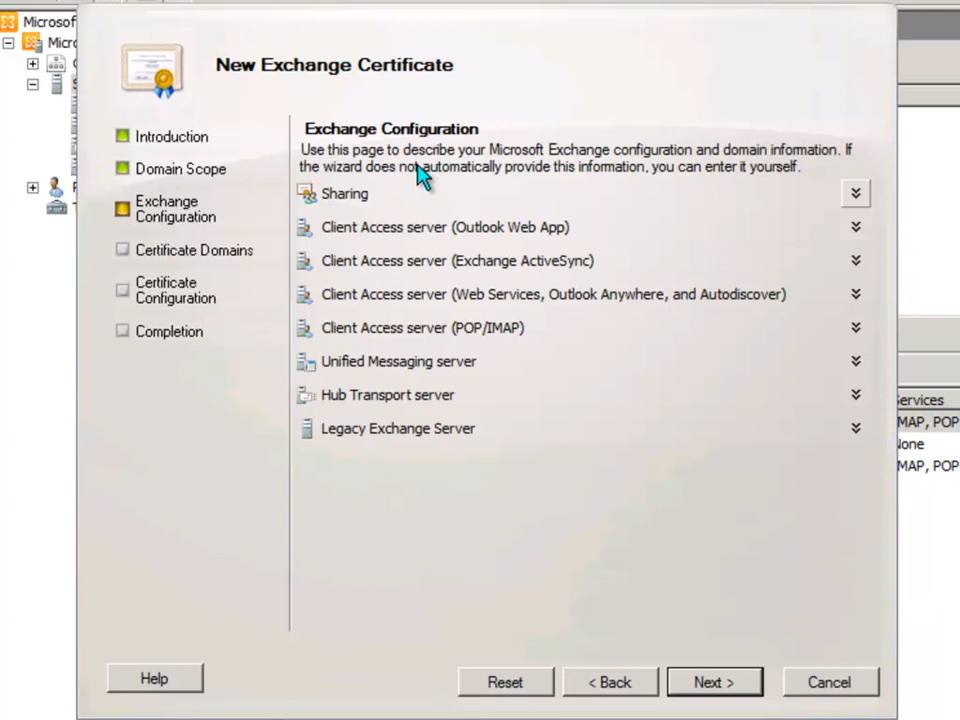 Microsof
Micro
New Exchange Certificate
Introduction
Domain Scope
Exchange
Configuration
Certificate Domains
Certificate
Configuration
Completion
Exchange Configuration
Use this page to describe your Microsoft Exchange configuration and domain information. If
the wizard does not automatically provide this information, you can enter it yourself.
Sharing
Client Access server (Outlook Web App)
Client Access server (Exchange ActiveSync)
Client Access server (Web Services, Outlook Anywhere, and Autodiscover)
Client Access server (POP/IMAP)
Unified Messaging server
Hub Transport server
Legacy Exchange Server
Services
IMAP, POP
None
IMAP, POP
Help
Reset
< Back
Next >
Cancel